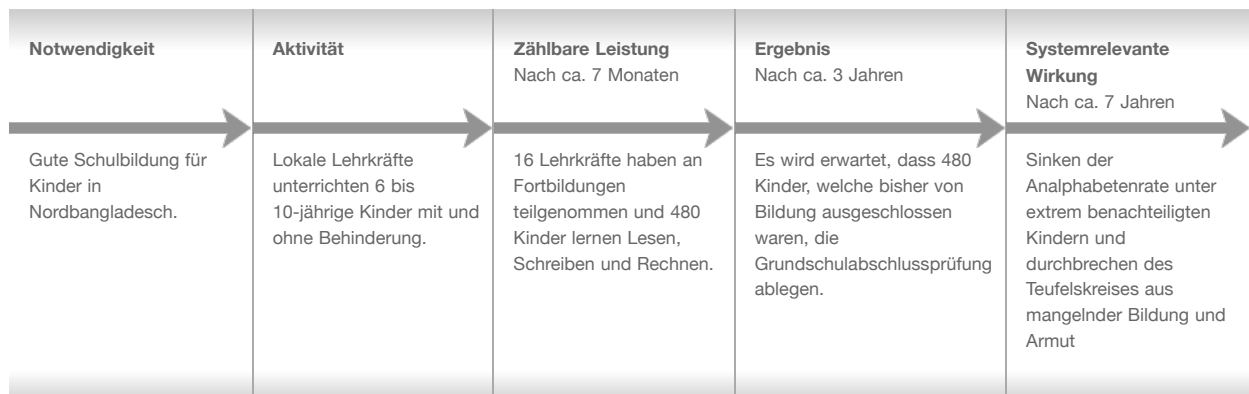 Notwendigkeit
Gute Schulbildung für
Kinder in
Nordbangladesch.
Aktivität
Lokale Lehrkräfte
unterrichten 6 bis
10-jährige Kinder mit und
ohne Behinderung.
Zählbare Leistung
Nach ca. 7 Monaten
16 Lehrkräfte haben an
Fortbildungen
teilgenommen und 480
Kinder lernen Lesen,
Schreiben und Rechnen.
Ergebnis
Nach ca. 3 Jahren
Es wird erwartet, dass 480
Kinder, welche bisher von
Bildung ausgeschlossen
waren, die
Grundschulabschlussprüfung
ablegen.
Systemrelevante
Wirkung
Nach ca. 7 Jahren
Sinken der
Analphabetenrate unter
extrem benachteiligten
Kindern und
durchbrechen des
Teufelskreises aus
mangelnder Bildung und
Armut